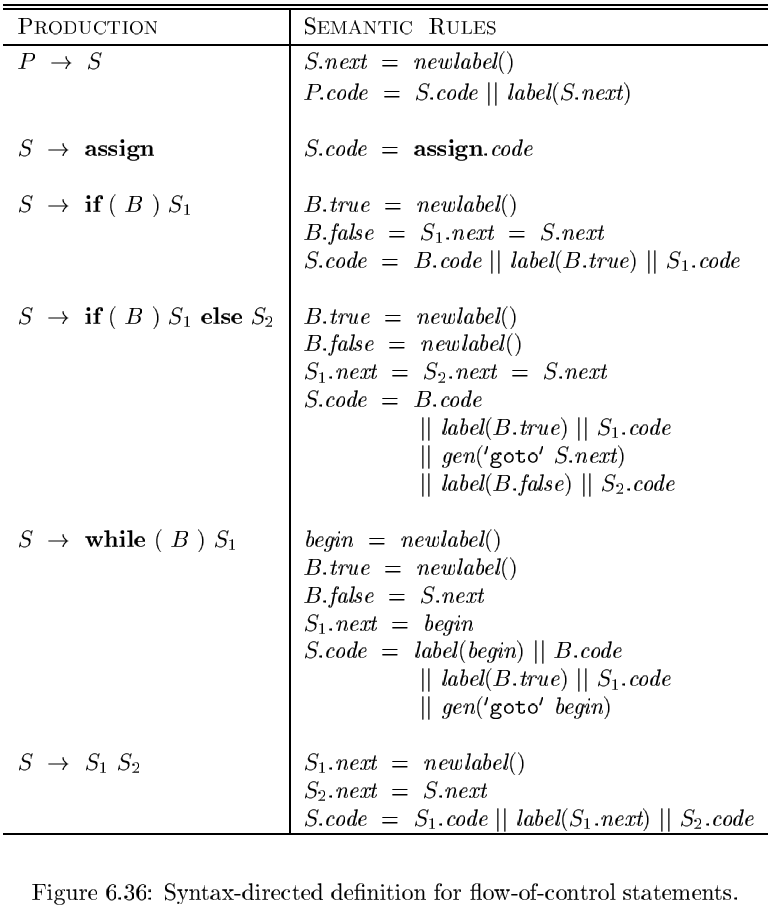 PRODUCTION SEMANTIC RULES
P → S S.next = newlabel()
P.code = S.code || label(S.next)
S → assign S.code = assign.code
S → if ( B ) S₁ B.true = newlabel()
B.false = S₁.next = S.next
S.code = B.code || label(B.true) || S₁.code
S → if ( B ) S₁ else S₂ B.true = newlabel()
B.false = newlabel()
S₁.next = S₂.next = S.next
S.code = B.code
|| label(B.true) || S₁.code
|| gen('goto' S.next)
|| label(B.false) || S₂.code
S → while ( B ) S₁ begin = newlabel()
B.true = newlabel()
B.false = S.next
S₁.next = begin
S.code = label(begin) || B.code
|| label(B.true) || S₁.code
|| gen('goto' begin)
S → S₁ S₂ S₁.next = newlabel()
S₂.next = S.next
S.code = S₁.code || label(S₁.next) || S₂.code
Figure 6.36: Syntax-directed definition for flow-of-control statements.